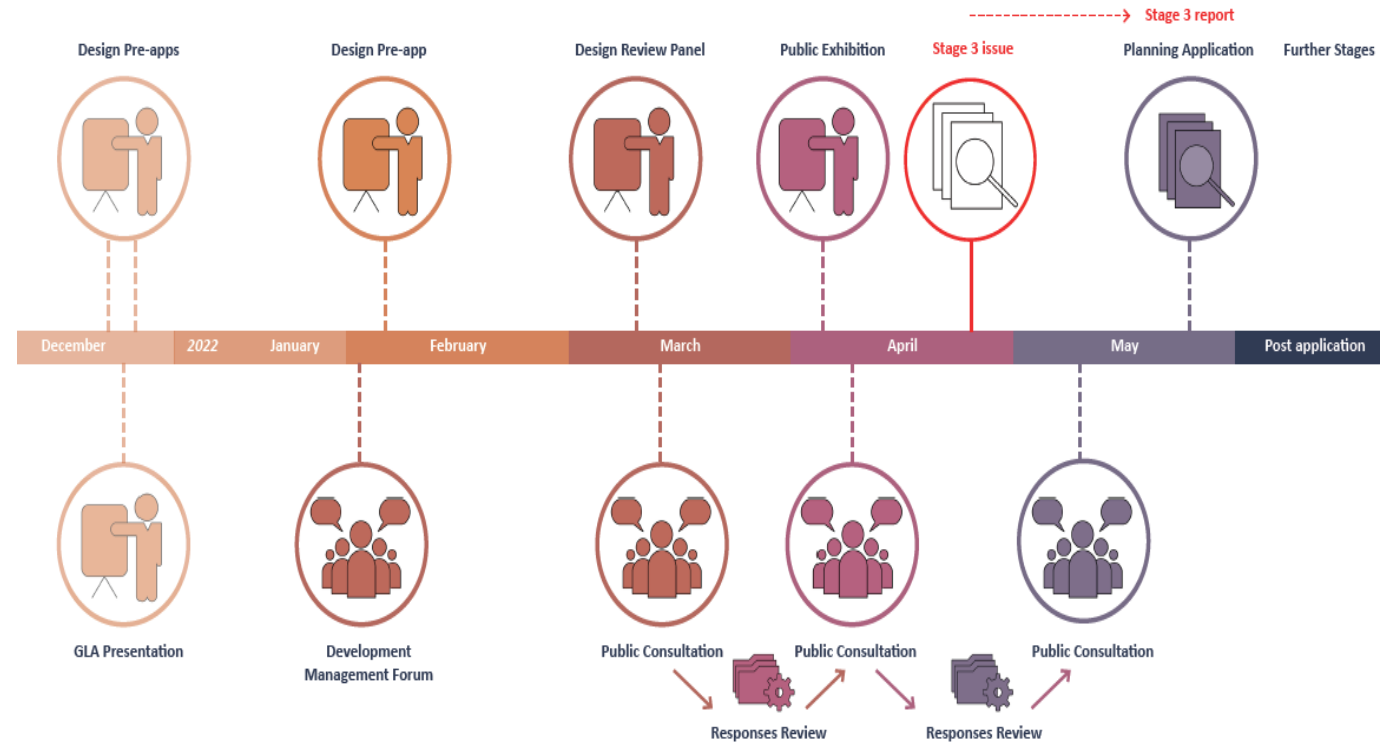 Stage 3 report
Design Pre-apps
Design Pre-app
Design Review Panel
Public Exhibition
Stage 3 issue
Planning Application
Further Stages
December
2022
January
February
March
April
May
Post application
GLA Presentation
Development
Management Forum
Public Consultation
Public Consultation
Public Consultation
Responses Review
Responses Review